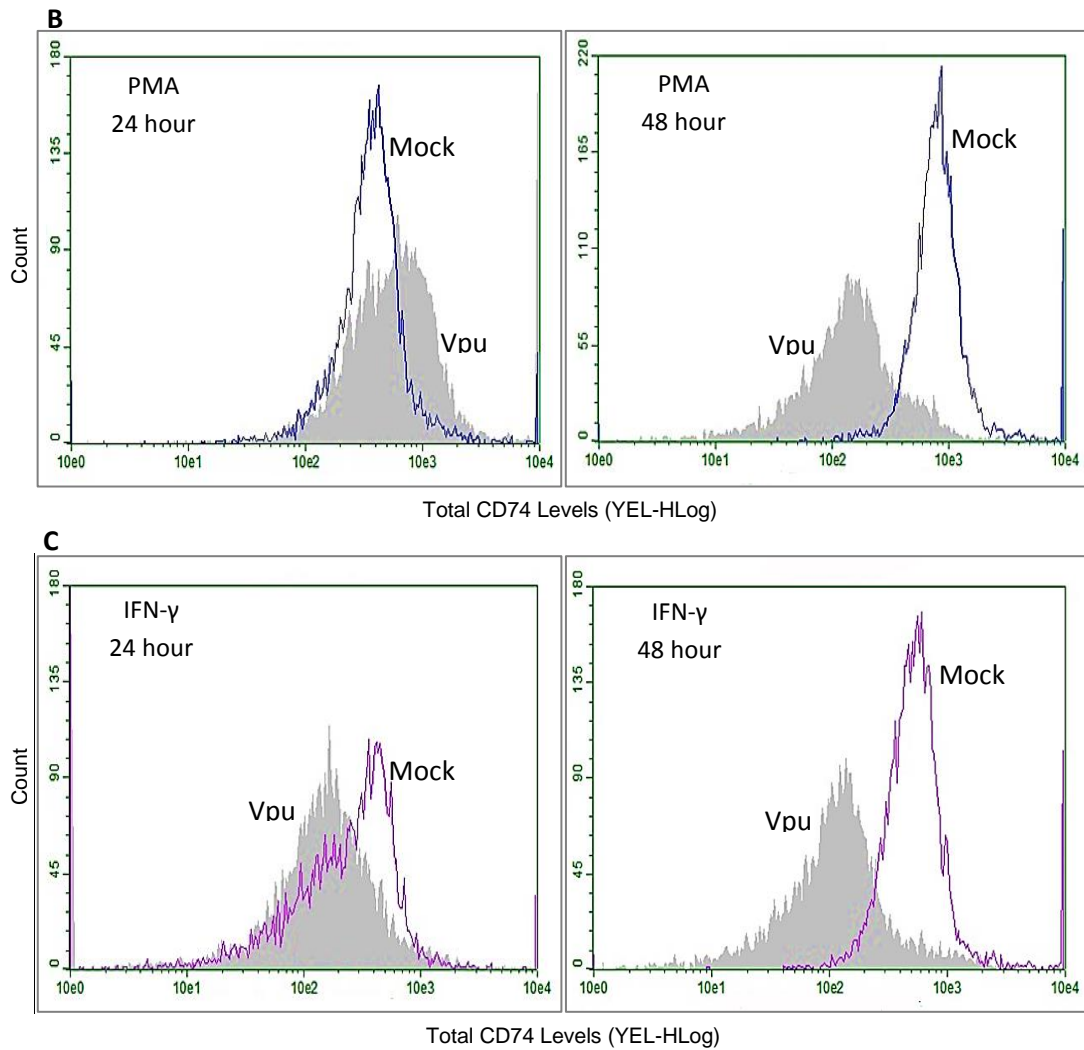 B
PMA
24 hour
Mock
Vpu
180
135
90
45
0
10e0
10e1
10e2
10e3
10e4
PMA
48 hour
Mock
Vpu
220
165
110
55
0
10e0
10e1
10e2
10e3
10e4
Count
Total CD74 Levels (YEL-HLog)
C
IFN-γ
24 hour
Vpu
Mock
180
135
90
45
0
10e0
10e1
10e2
10e3
10e4
IFN-γ
48 hour
Mock
Vpu
180
135
90
45
0
10e0
10e1
10e2
10e3
10e4
Count
Total CD74 Levels (YEL-HLog)